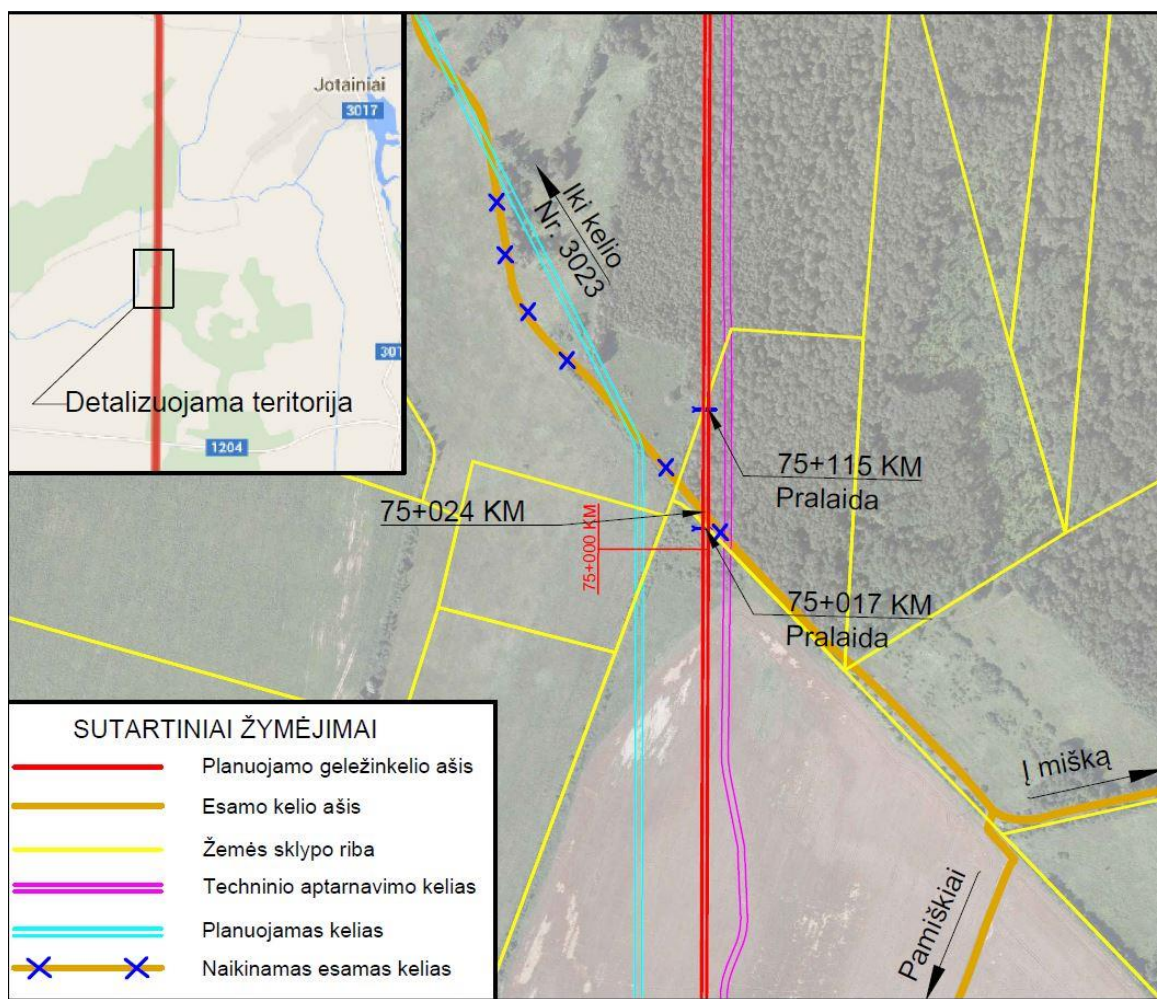 Jotainiai
3017
301
1204
Detalizuojama teritorija
Iki kelio
Nr. 3023
75+115 KM
Pralaida
75+024 KM
75+000 KM
75+017 KM
Pralaida
Į mišką
Pamiškiai
SUTARTINIAI ŽYMĖJIMAI
Planuojamo geležinkelio ašis
Esamo kelio ašis
Žemės sklypo riba
Techninio aptarnavimo kelias
Planuojamas kelias
Naikinamas esamas kelias